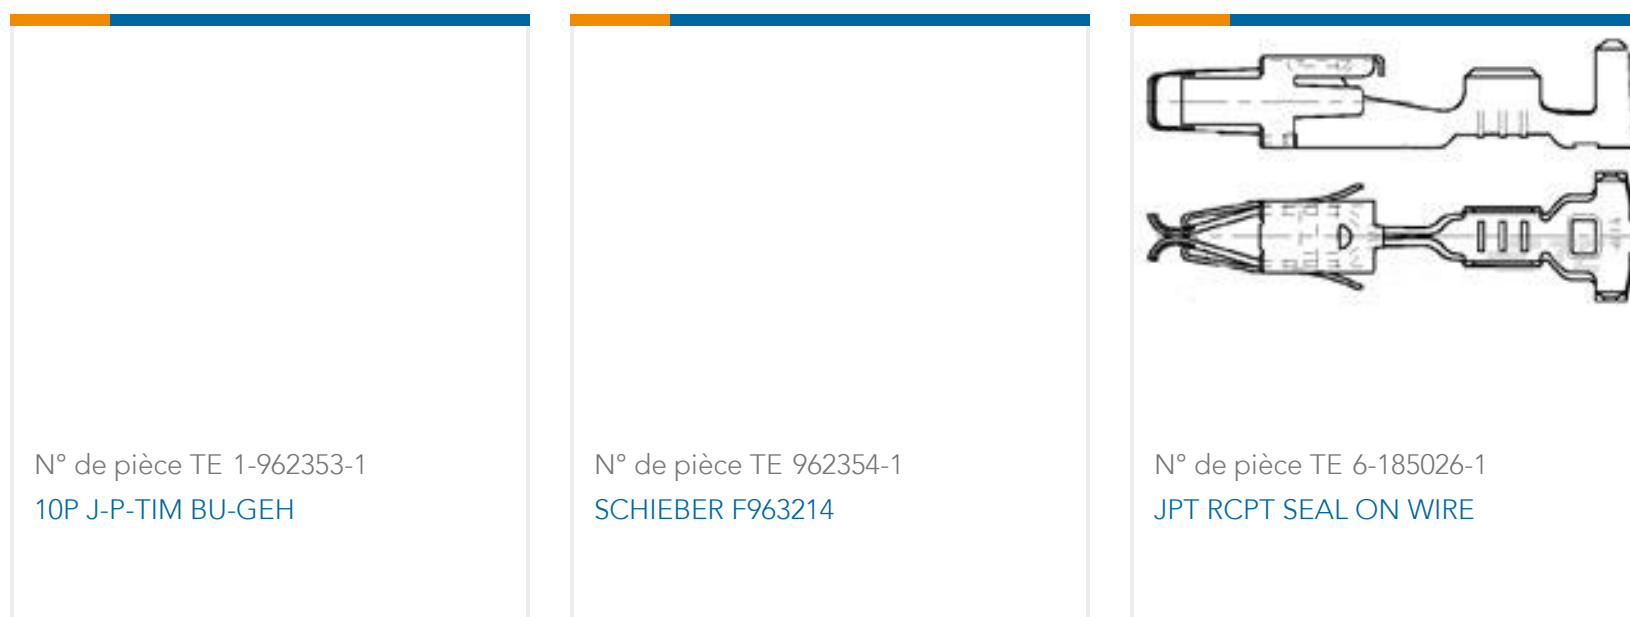 N° de pièce TE 1-962353-1
10P J-P-TIM BU-GEH
N° de pièce TE 962354-1
SCHIEBER F963214
N° de pièce TE 6-185026-1
JPT RCPT SEAL ON WIRE